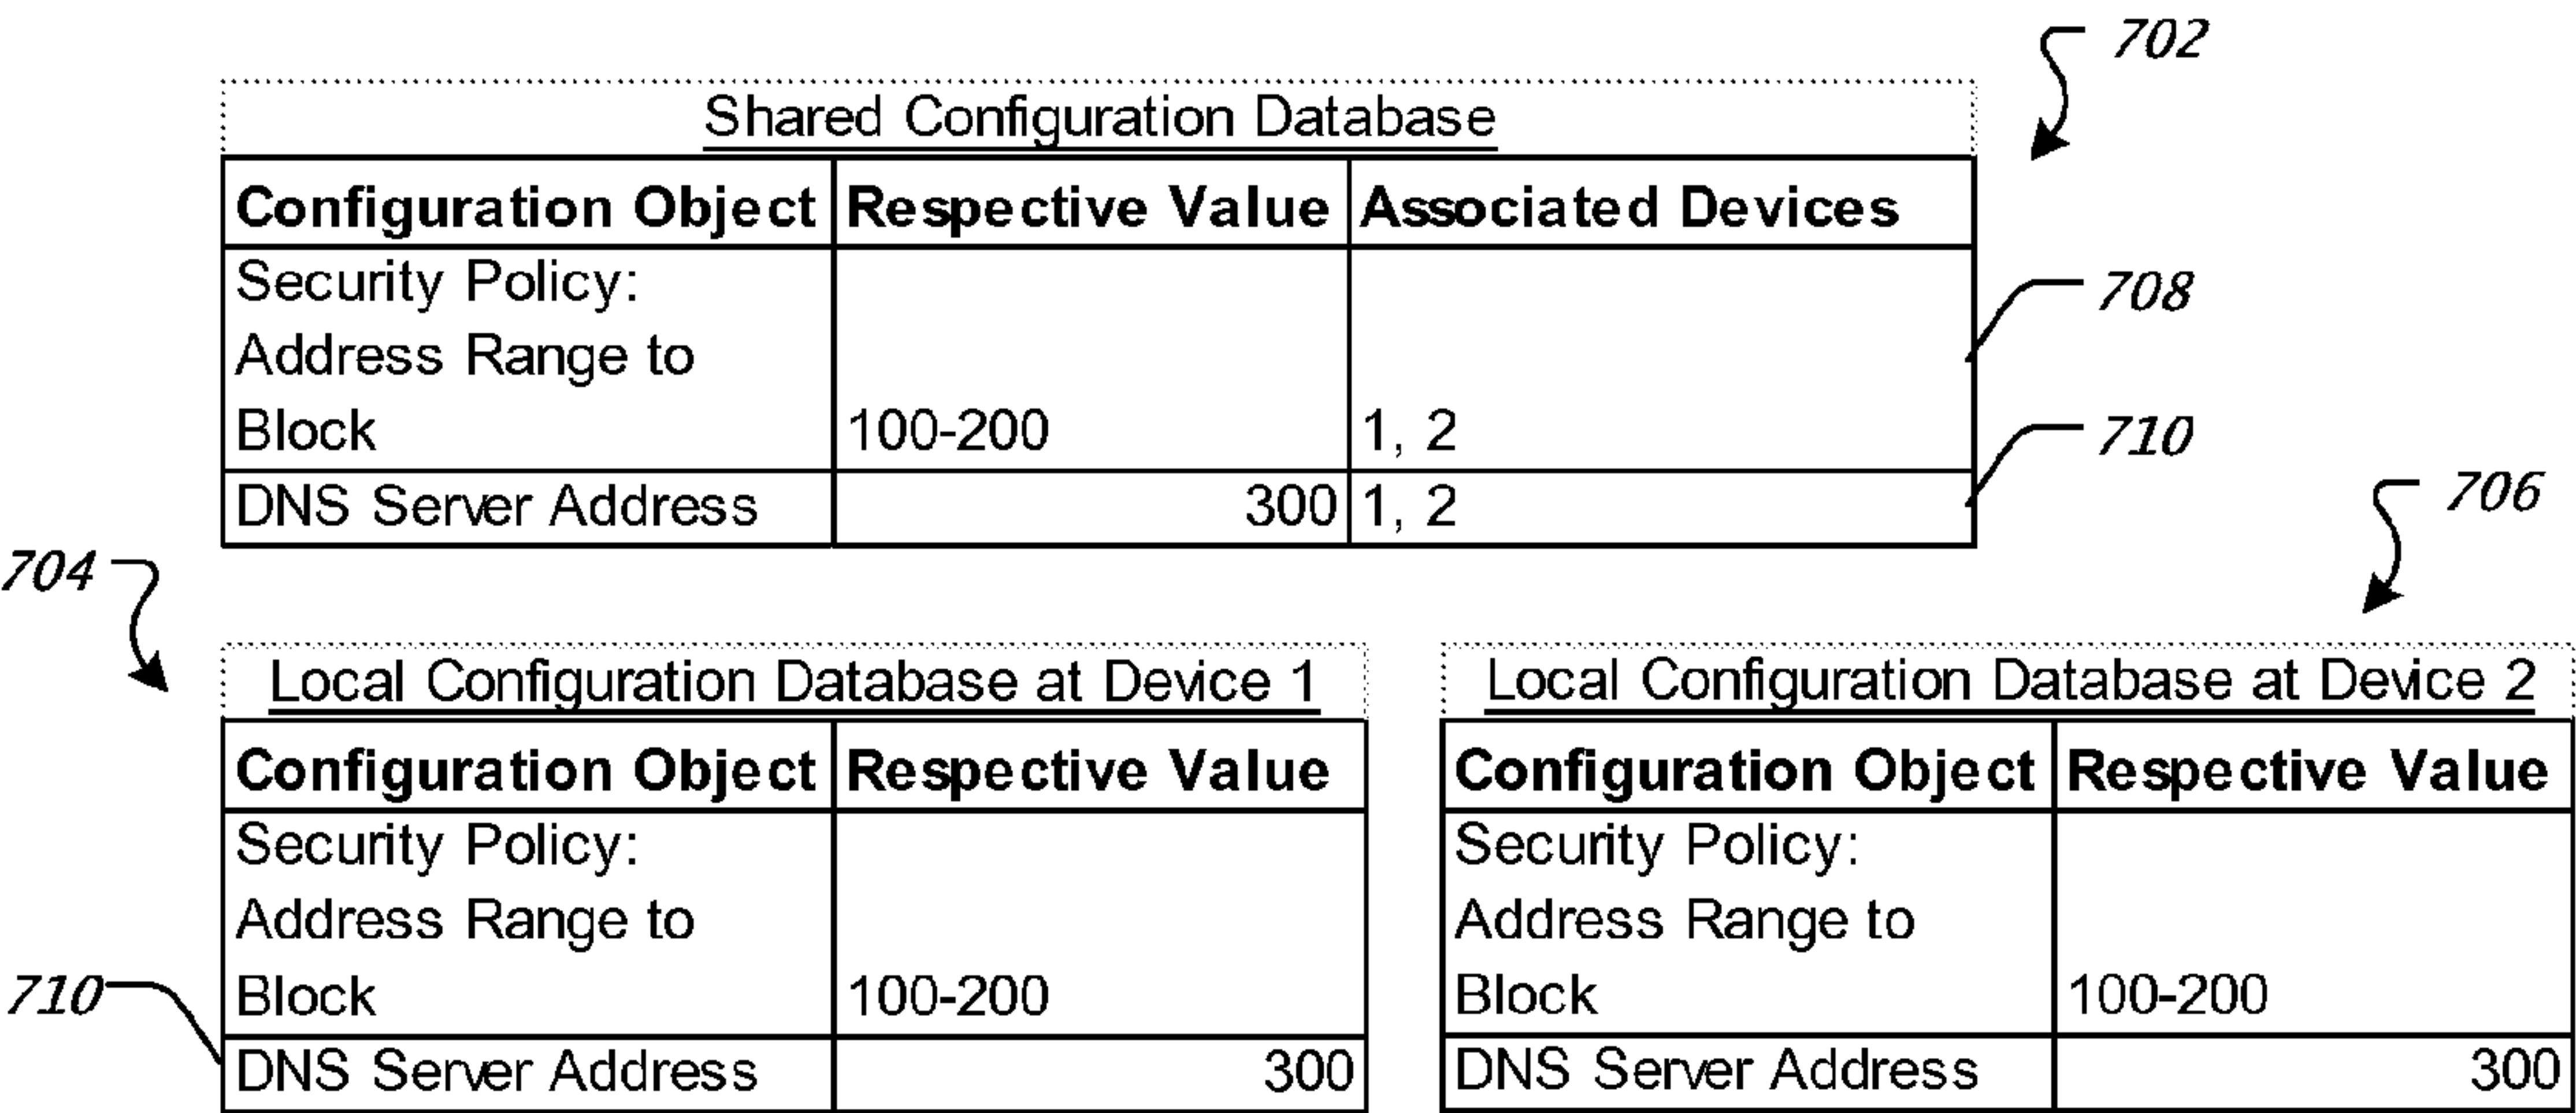 702
Shared Configuration Database
Configuration Object Respective Value Associated Devices
Security Policy:
Address Range to
Block 100-200 1, 2
708
DNS Server Address 300 1, 2
710
704
706
Local Configuration Database at Device 1
Configuration Object Respective Value
Security Policy:
Address Range to
Block 100-200
710
DNS Server Address 300
Local Configuration Database at Device 2
Configuration Object Respective Value
Security Policy:
Address Range to
Block 100-200
DNS Server Address 300